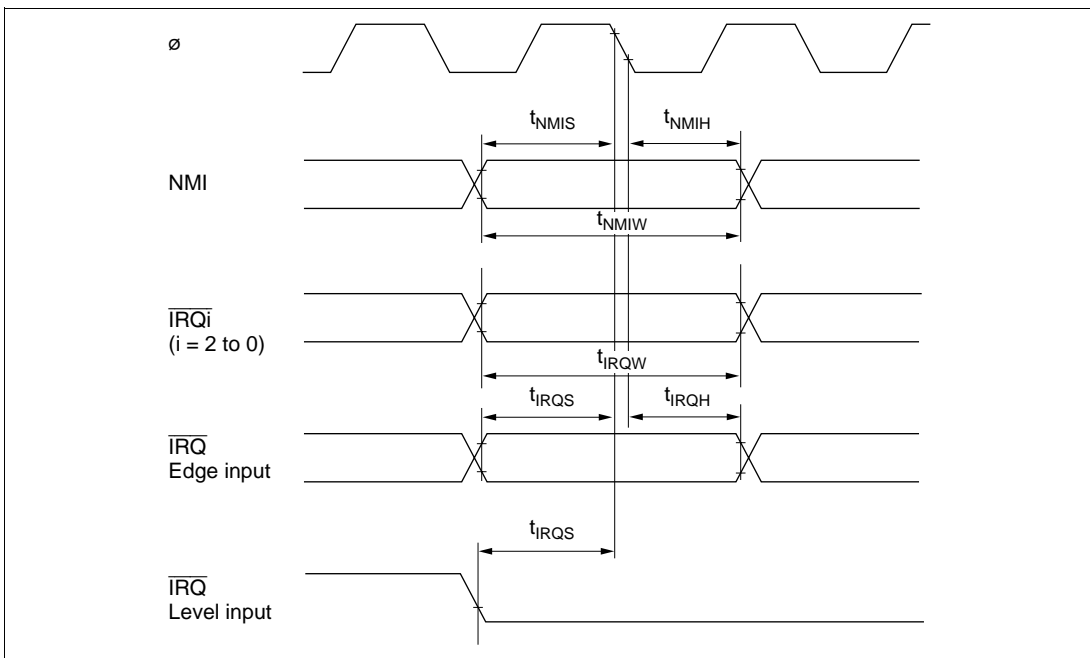 ø
tNMIS
tNMIH
NMI
tNMIW
IRQi
(i = 2 to 0)
tIRQW
tIRQS
tIRQH
IRQ
Edge input
tIRQS
IRQ
Level input